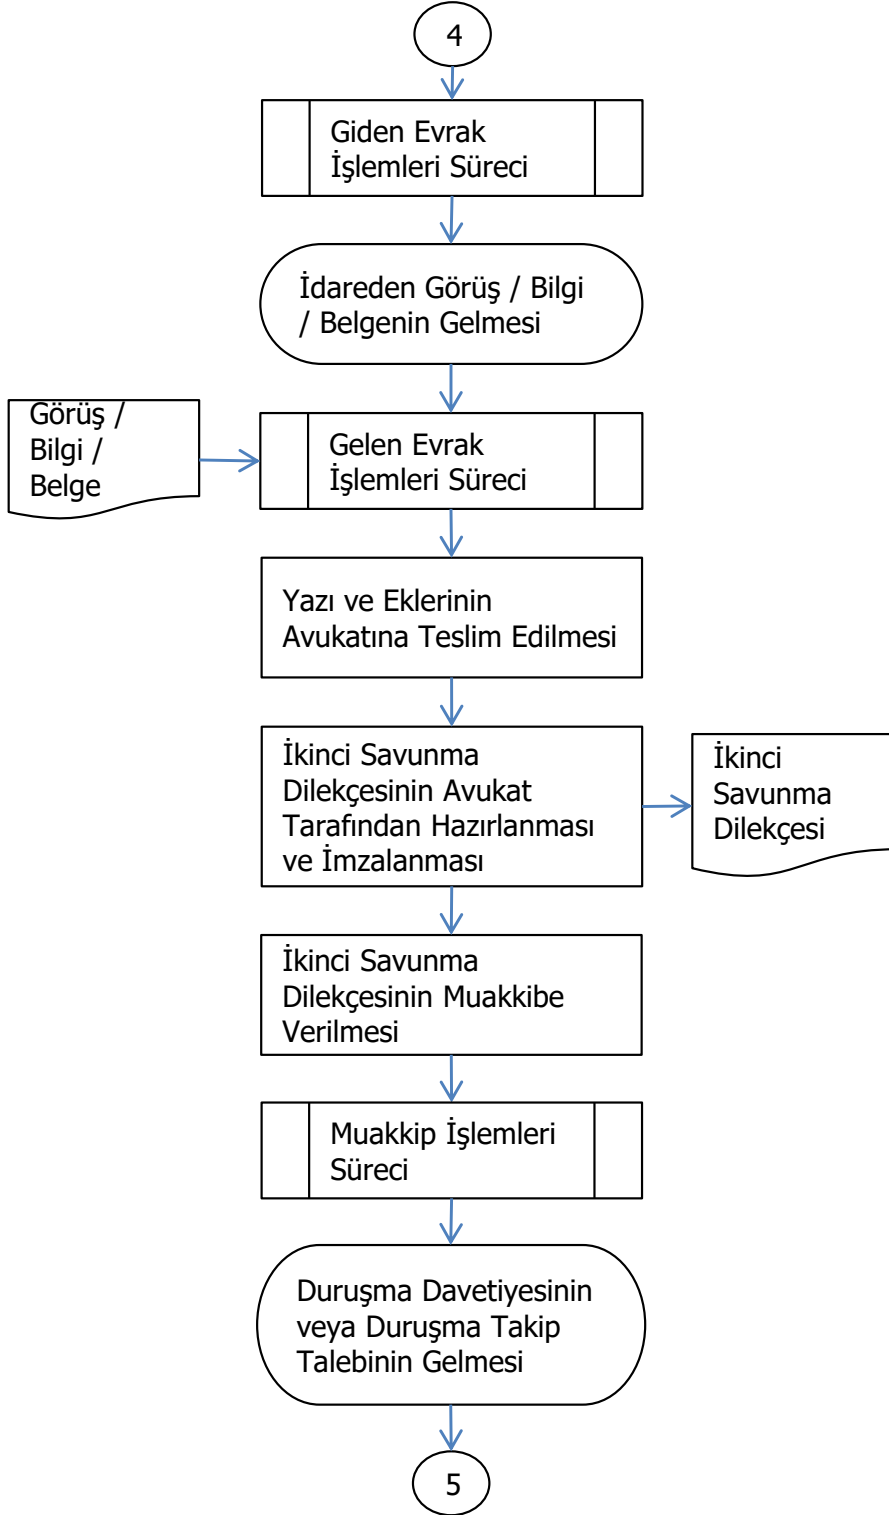 4
Giden Evrak
İşlemleri Süreci
İdareden Görüş / Bilgi
/ Belgenin Gelmesi
Görüş /
Bilgi /
Belge
Gelen Evrak
İşlemleri Süreci
Yazı ve Eklerinin
Avukatına Teslim Edilmesi
İkinci Savunma
Dilekçesinin Avukat
Tarafından Hazırlanması
ve İmzalanması
İkinci
Savunma
Dilekçesi
İkinci Savunma
Dilekçesinin Muakkibe
Verilmesi
Muakkip İşlemleri
Süreci
Duruşma Davetiyesinin
veya Duruşma Takip
Talebinin Gelmesi
5